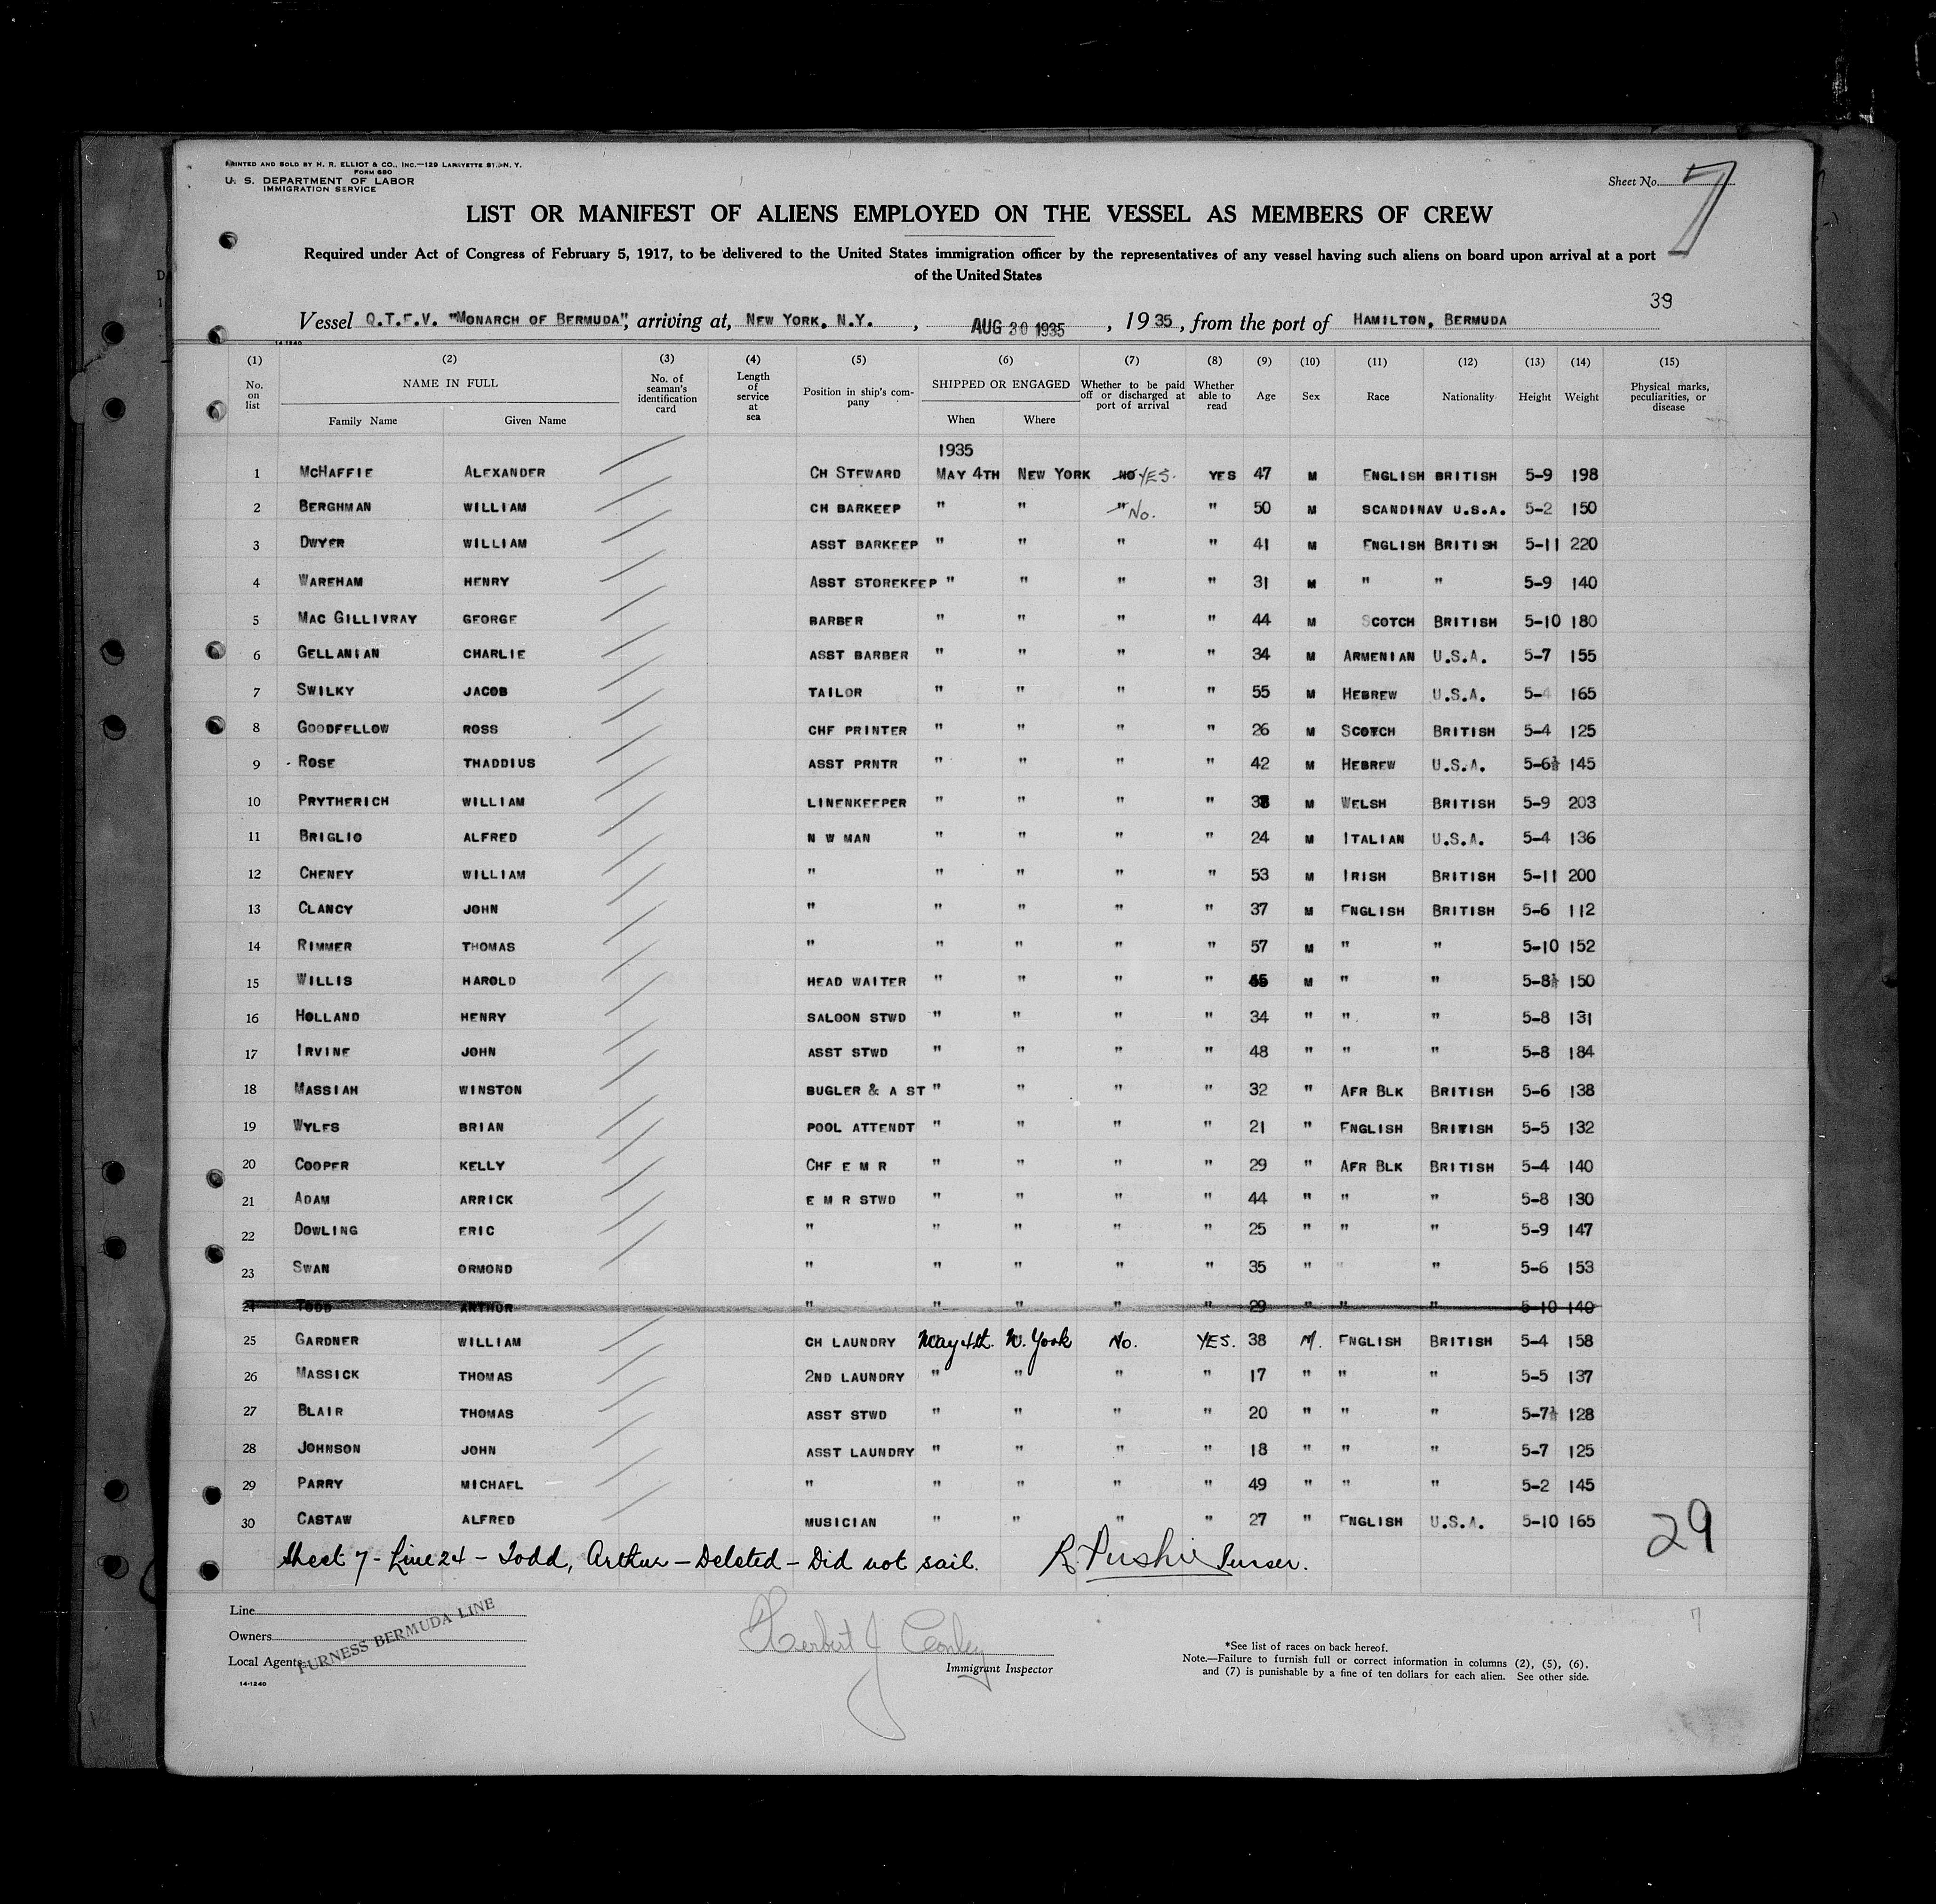 PRINTED AND SOLD BY H. R. ELLIOT & CO., INC.—129 LAFAYETTE ST., N. Y.
FORM 680
U. S. DEPARTMENT OF LABOR
IMMIGRATION SERVICE
Sheet No. 7
LIST OR MANIFEST OF ALIENS EMPLOYED ON THE VESSEL AS MEMBERS OF CREW
Required under Act of Congress of February 5, 1917, to be delivered to the United States immigration officer by the representatives of any vessel having such aliens on board upon arrival at a port
of the United States
39
Vessel Q.T.E.V. "MONARCH OF BERMUDA", arriving at, NEW YORK, N.Y. , AUG 30 1935 , 1935, from the port of HAMILTON, BERMUDA
14-1240
(1) (2) (3) (4) (5) (6) (7) (8) (9) (10) (11) (12) (13) (14) (15)
No. on list NAME IN FULL Family Name Given Name No. of seaman's identification card Length of service at sea Position in ship's company SHIPPED OR ENGAGED When Where Whether to be paid off or discharged at port of arrival Whether able to read Age Sex Race Nationality Height Weight Physical marks, peculiarities, or disease
1935
1 McHAFFIE ALEXANDER CH STEWARD MAY 4TH NEW YORK NO YES. YES 47 M ENGLISH BRITISH 5-9 198
2 BERGHMAN WILLIAM CH BARKEEP " " " No. " 50 M SCANDINAV U.S.A. 5-2 150
3 DWYER WILLIAM ASST BARKEEP " " " " 41 M ENGLISH BRITISH 5-11 220
4 WAREHAM HENRY ASST STOREKEEP " " " " 31 M " " 5-9 140
5 MAC GILLIVRAY GEORGE BARBER " " " " 44 M SCOTCH BRITISH 5-10 180
6 GELLANIAN CHARLIE ASST BARBER " " " " 34 M ARMENIAN U.S.A. 5-7 155
7 SWILKY JACOB TAILOR " " " " 55 M HEBREW U.S.A. 5-4 165
8 GOODFELLOW ROSS CHF PRINTER " " " " 26 M SCOTCH BRITISH 5-4 125
9 ROSE THADDIUS ASST PRNTR " " " " 42 M HEBREW U.S.A. 5-6½ 145
10 PRYTHERICH WILLIAM LINENKEEPER " " " " M WELSH BRITISH 5-9 203
11 BRIGLIO ALFRED N W MAN " " " " 24 M ITALIAN U.S.A. 5-4 136
12 CHENEY WILLIAM " " " " " 53 M IRISH BRITISH 5-11 200
13 CLANCY JOHN " " " " " 37 M ENGLISH BRITISH 5-6 112
14 RIMMER THOMAS " " " " " 57 M " " 5-10 152
15 WILLIS HAROLD HEAD WAITER " " " " M " " 5-8½ 150
16 HOLLAND HENRY SALOON STWD " " " " 34 " " " 5-8 131
17 IRVINE JOHN ASST STWD " " " " 48 " " " 5-8 184
18 MASSIAH WINSTON BUGLER & A ST " " " " 32 " AFR BLK BRITISH 5-6 138
19 WYLES BRIAN POOL ATTENDT " " " " 21 " ENGLISH BRITISH 5-5 132
20 COOPER KELLY CHF E M R " " " " 29 " AFR BLK BRITISH 5-4 140
21 ADAM ARRICK E M R STWD " " " " 44 " " " 5-8 130
22 DOWLING ERIC " " " " " 25 " " " 5-9 147
23 SWAN ORMOND " " " " " 35 " " " 5-6 153
24 TODD ARTHUR " " " " " 29 " " " 5-10 140
25 GARDNER WILLIAM CH LAUNDRY May 4th. N. York No. YES. 38 M. ENGLISH BRITISH 5-4 158
26 MASSICK THOMAS 2ND LAUNDRY " " " " 17 " " " 5-5 137
27 BLAIR THOMAS ASST STWD " " " " 20 " " " 5-7½ 128
28 JOHNSON JOHN ASST LAUNDRY " " " " 18 " " " 5-7 125
29 PARRY MICHAEL " " " " " 49 " " " 5-2 145
30 CASTAW ALFRED MUSICIAN " " " " 27 " ENGLISH U.S.A. 5-10 165
29
Sheet 7 - Line 24 - Todd, Arthur - Deleted - Did not sail. Purser.
Line
Owners
Local Agents
FURNESS BERMUDA LINE
14-1240
Herbert J Conley
Immigrant Inspector
7
*See list of races on back hereof.
Note.—Failure to furnish full or correct information in columns (2), (5), (6),
and (7) is punishable by a fine of ten dollars for each alien. See other side.